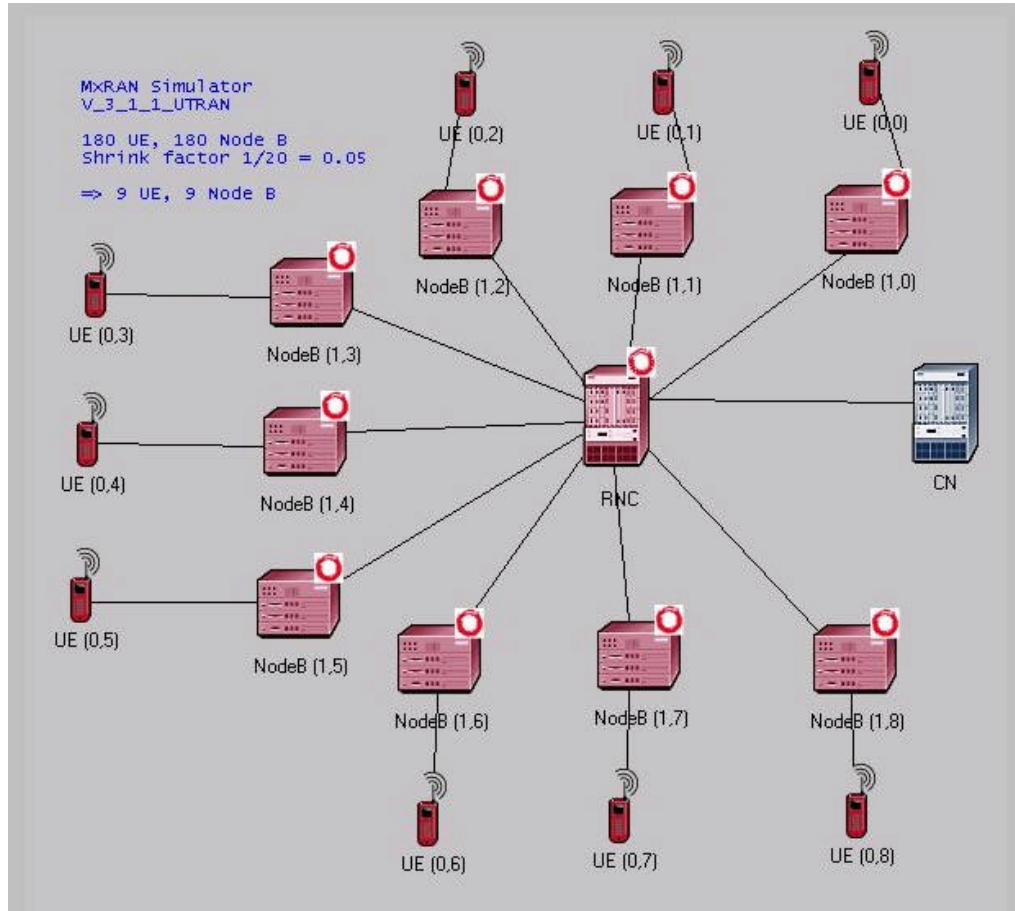 MxRAN Simulator
V_3_1_1_UTRAN
180 UE, 180 Node B
Shrink factor 1/20 = 0.05
=> 9 UE, 9 Node B
UE (0,2)
UE (0,1)
UE (0,0)
NodeB (1,2)
NodeB (1,1)
NodeB (1,0)
UE (0,3)
NodeB (1,3)
UE (0,4)
NodeB (1,4)
RNC
CN
UE (0,5)
NodeB (1,5)
NodeB (1,6)
NodeB (1,7)
NodeB (1,8)
UE (0,6)
UE (0,7)
UE (0,8)